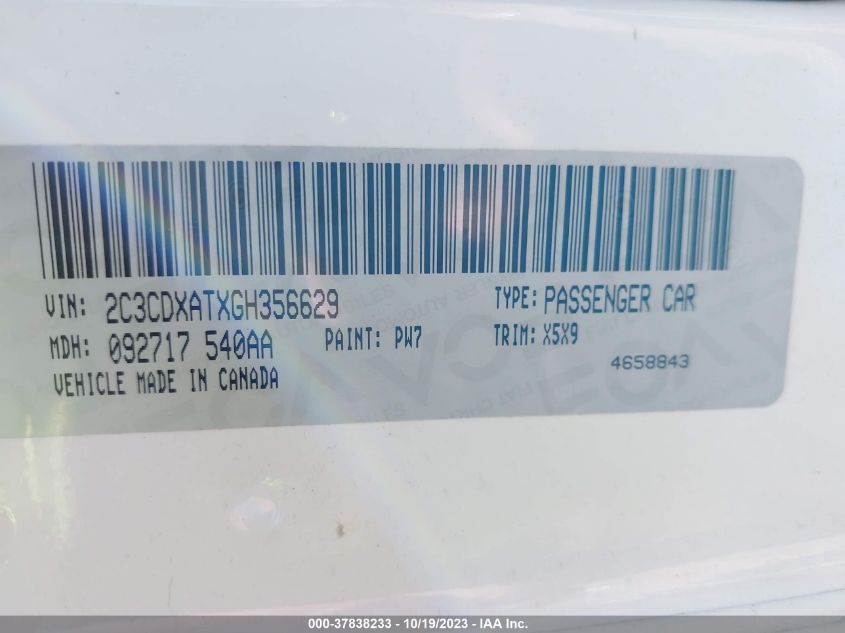 VIN: 2C3CDXATXGH356629 TYPE: PASSENGER CAR
MDH: 092717 540AA PAINT: PW7 TRIM: X5X9
VEHICLE MADE IN CANADA 4658843
000-37838233 - 10/19/2023 - IAA Inc.